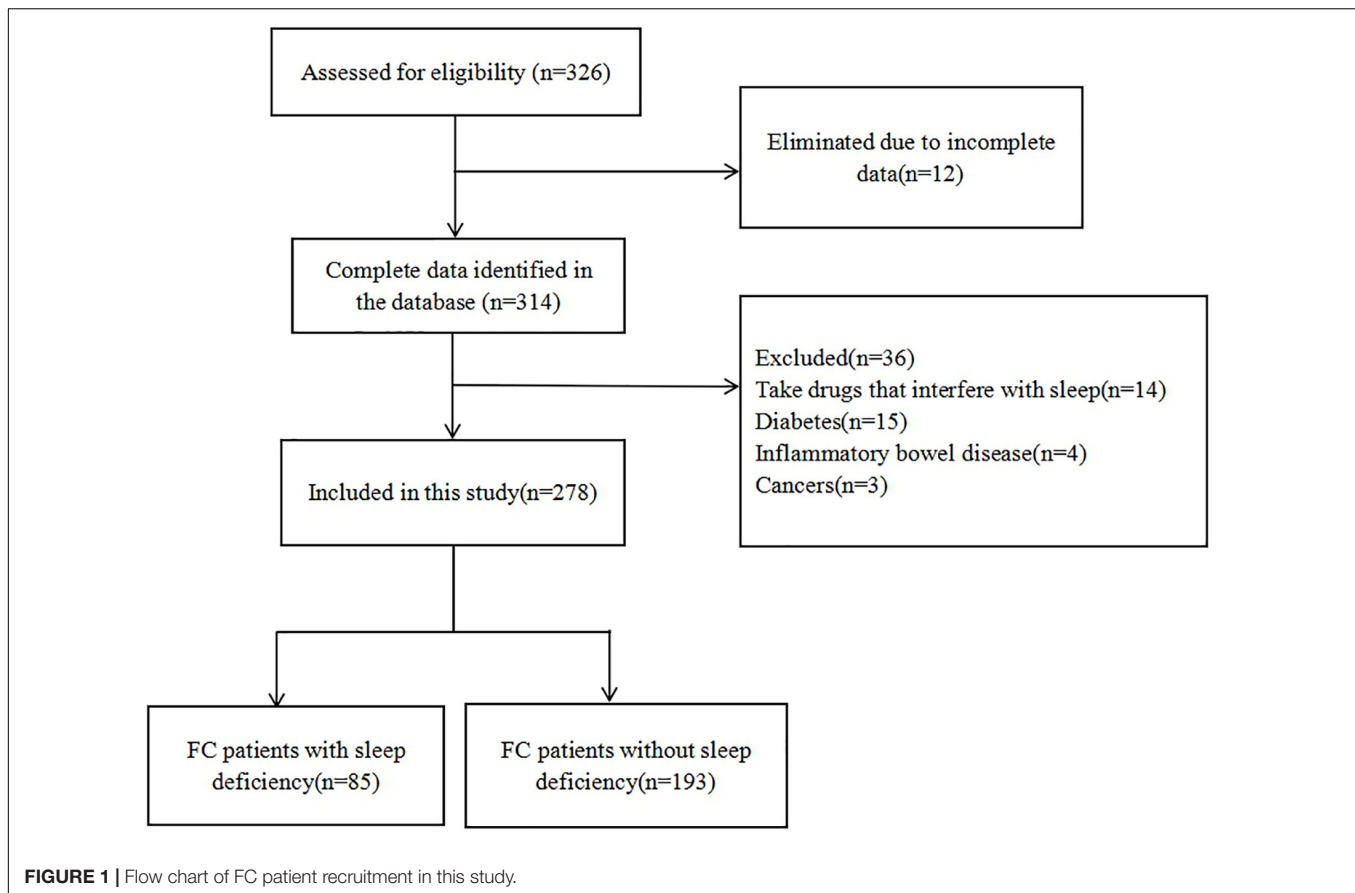 Assessed for eligibility (n=326)
Eliminated due to incomplete
data(n=12)
Complete data identified in
the database (n=314)
Excluded(n=36)
Take drugs that interfere with sleep(n=14)
Diabetes(n=15)
Inflammatory bowel disease(n=4)
Cancers(n=3)
Included in this study(n=278)
FC patients with sleep
deficiency(n=85)
FC patients without sleep
deficiency(n=193)
FIGURE 1 | Flow chart of FC patient recruitment in this study.